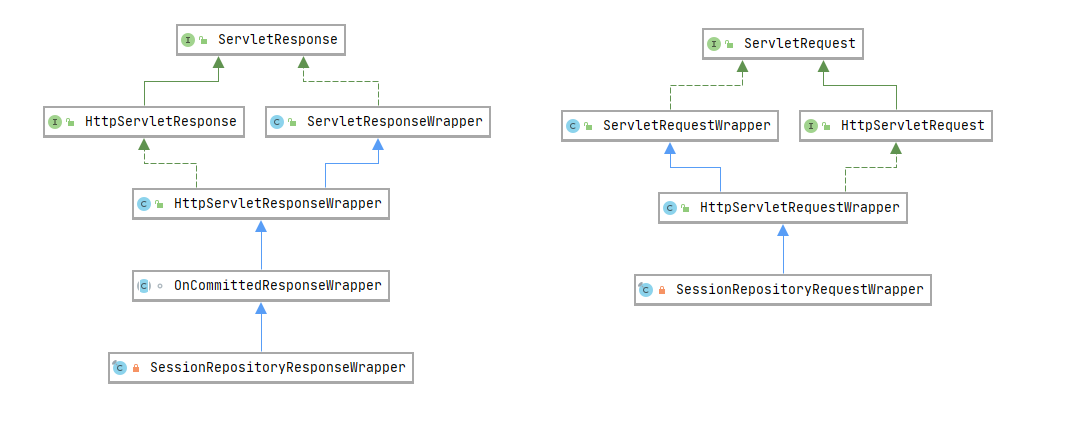 ServletResponse
HttpServletResponse
ServletResponseWrapper
HttpServletResponseWrapper
OnCommittedResponseWrapper
SessionRepositoryResponseWrapper
ServletRequest
ServletRequestWrapper
HttpServletRequest
HttpServletRequestWrapper
SessionRepositoryRequestWrapper